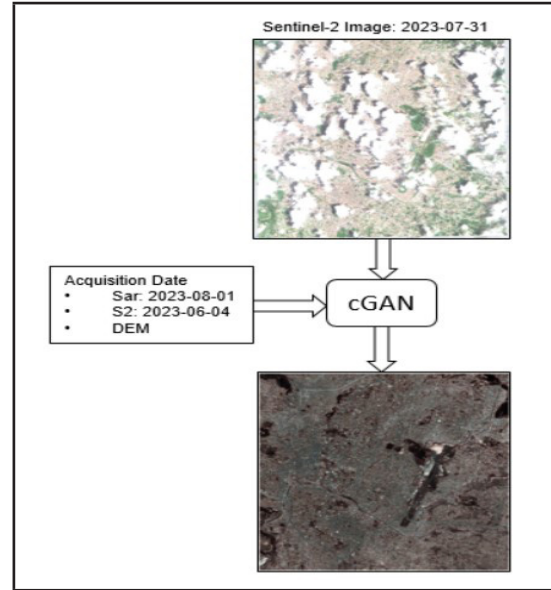 Sentinel-2 Image: 2023-07-31
Acquisition Date
• Sar: 2023-08-01
• S2: 2023-06-04
• DEM
cGAN